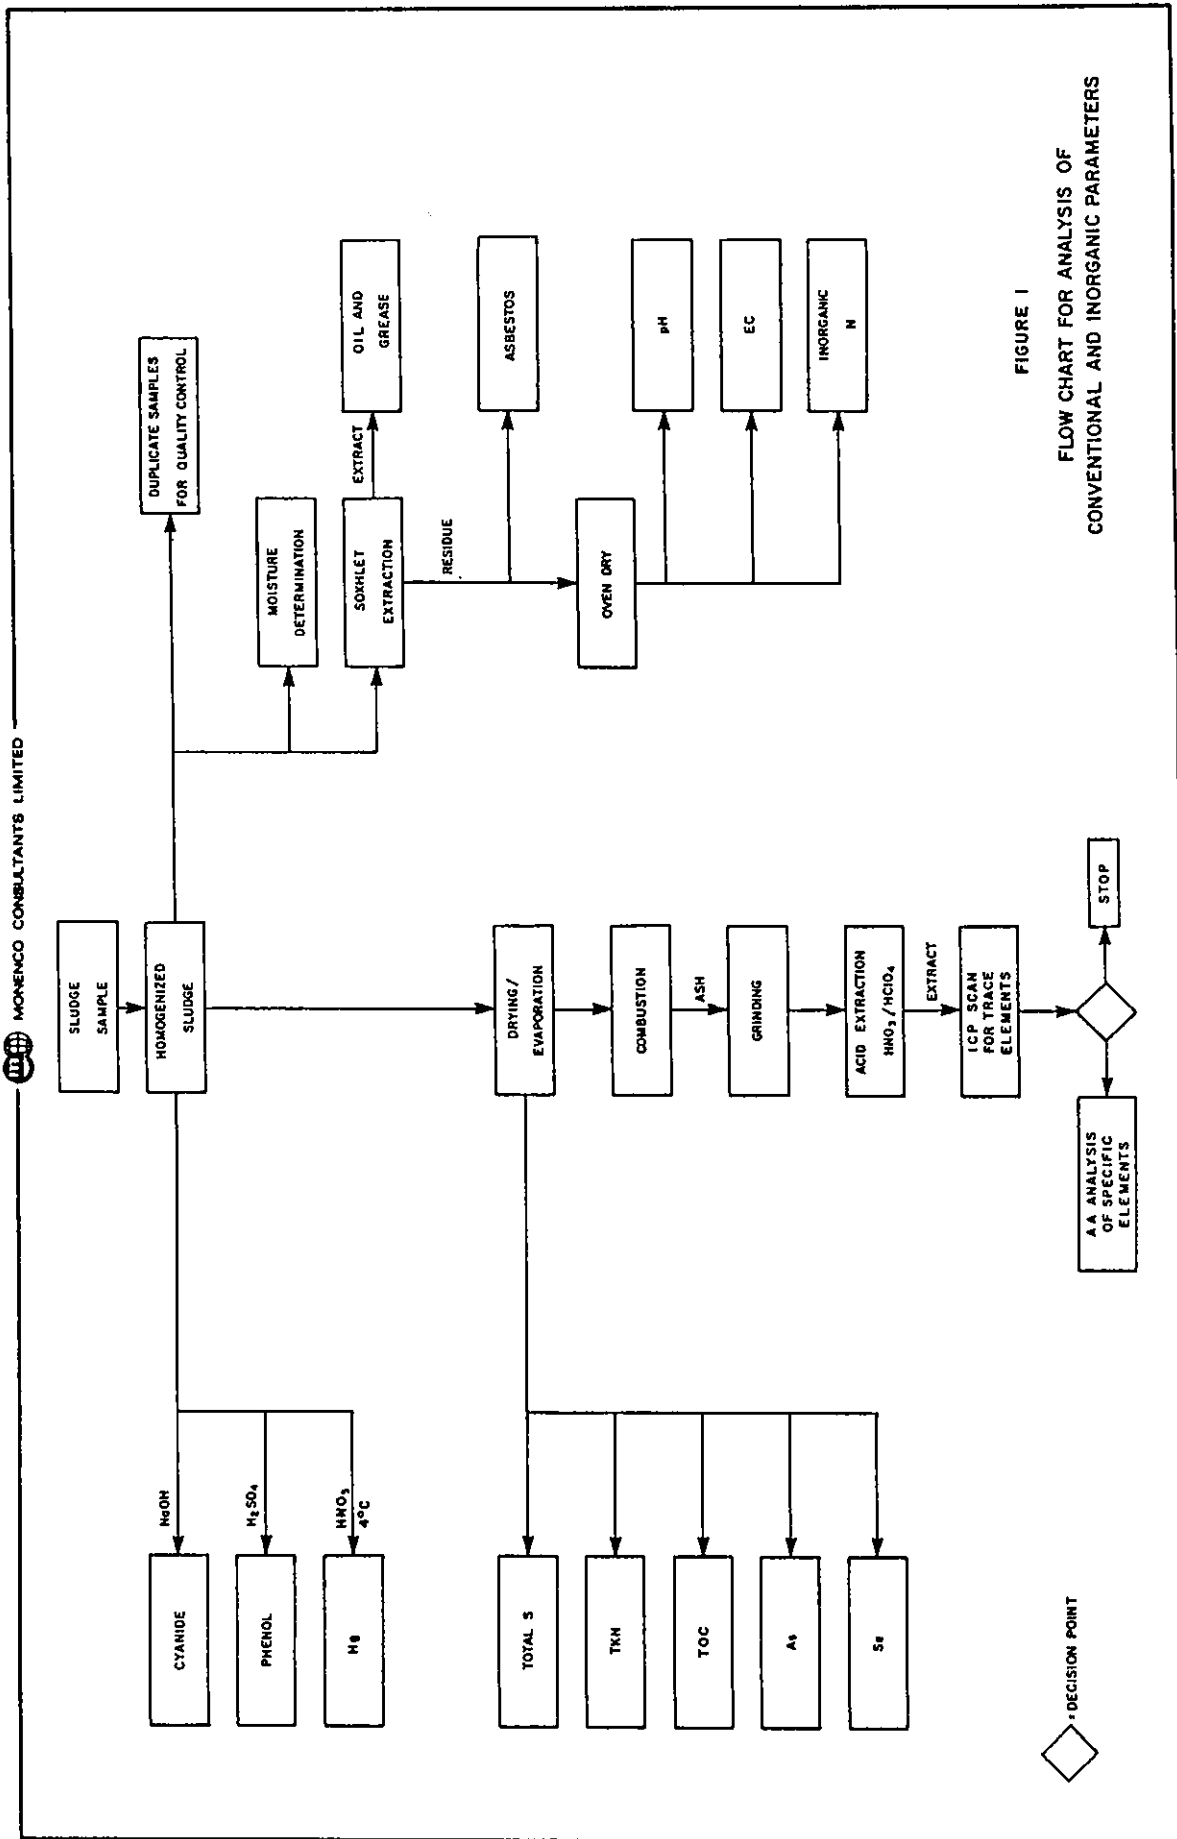 MONENCO CONSULTANTS LIMITED
SLUDGE
SAMPLE
HOMOGENIZED
SLUDGE
DUPLICATE SAMPLES
FOR QUALITY CONTROL
MOISTURE
DETERMINATION
SOXHLET
EXTRACTION
EXTRACT
OIL AND
GREASE
RESIDUE
ASBESTOS
OVEN DRY
pH
EC
INORGANIC
N
NaOH
CYANIDE
H₂SO₄
PHENOL
HNO₃
4°C
Hg
DRYING/
EVAPORATION
TOTAL S
TKN
TOC
As
Se
COMBUSTION
ASH
GRINDING
ACID EXTRACTION
HNO₃/HClO₄
EXTRACT
ICP SCAN
FOR TRACE
ELEMENTS
STOP
AA ANALYSIS
OF SPECIFIC
ELEMENTS
= DECISION POINT
FIGURE 1
FLOW CHART FOR ANALYSIS OF
CONVENTIONAL AND INORGANIC PARAMETERS